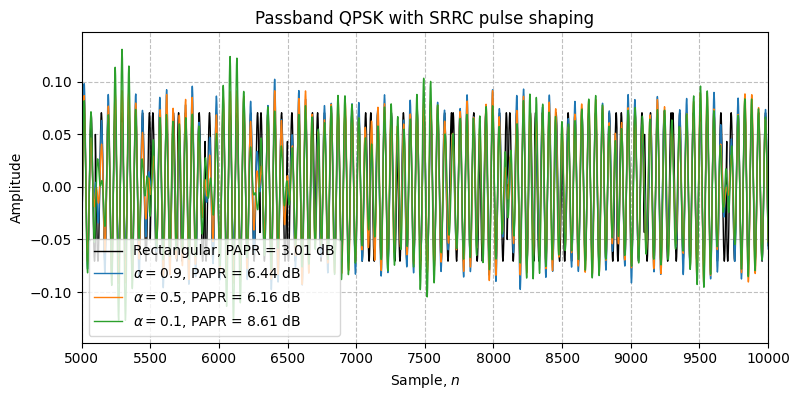 Passband QPSK with SRRC pulse shaping
Amplitude
0.10
0.05
0.00
−0.05
−0.10
Rectangular, PAPR = 3.01 dB
α = 0.9, PAPR = 6.44 dB
α = 0.5, PAPR = 6.16 dB
α = 0.1, PAPR = 8.61 dB
5000 5500 6000 6500 7000 7500 8000 8500 9000 9500 10000
Sample, n